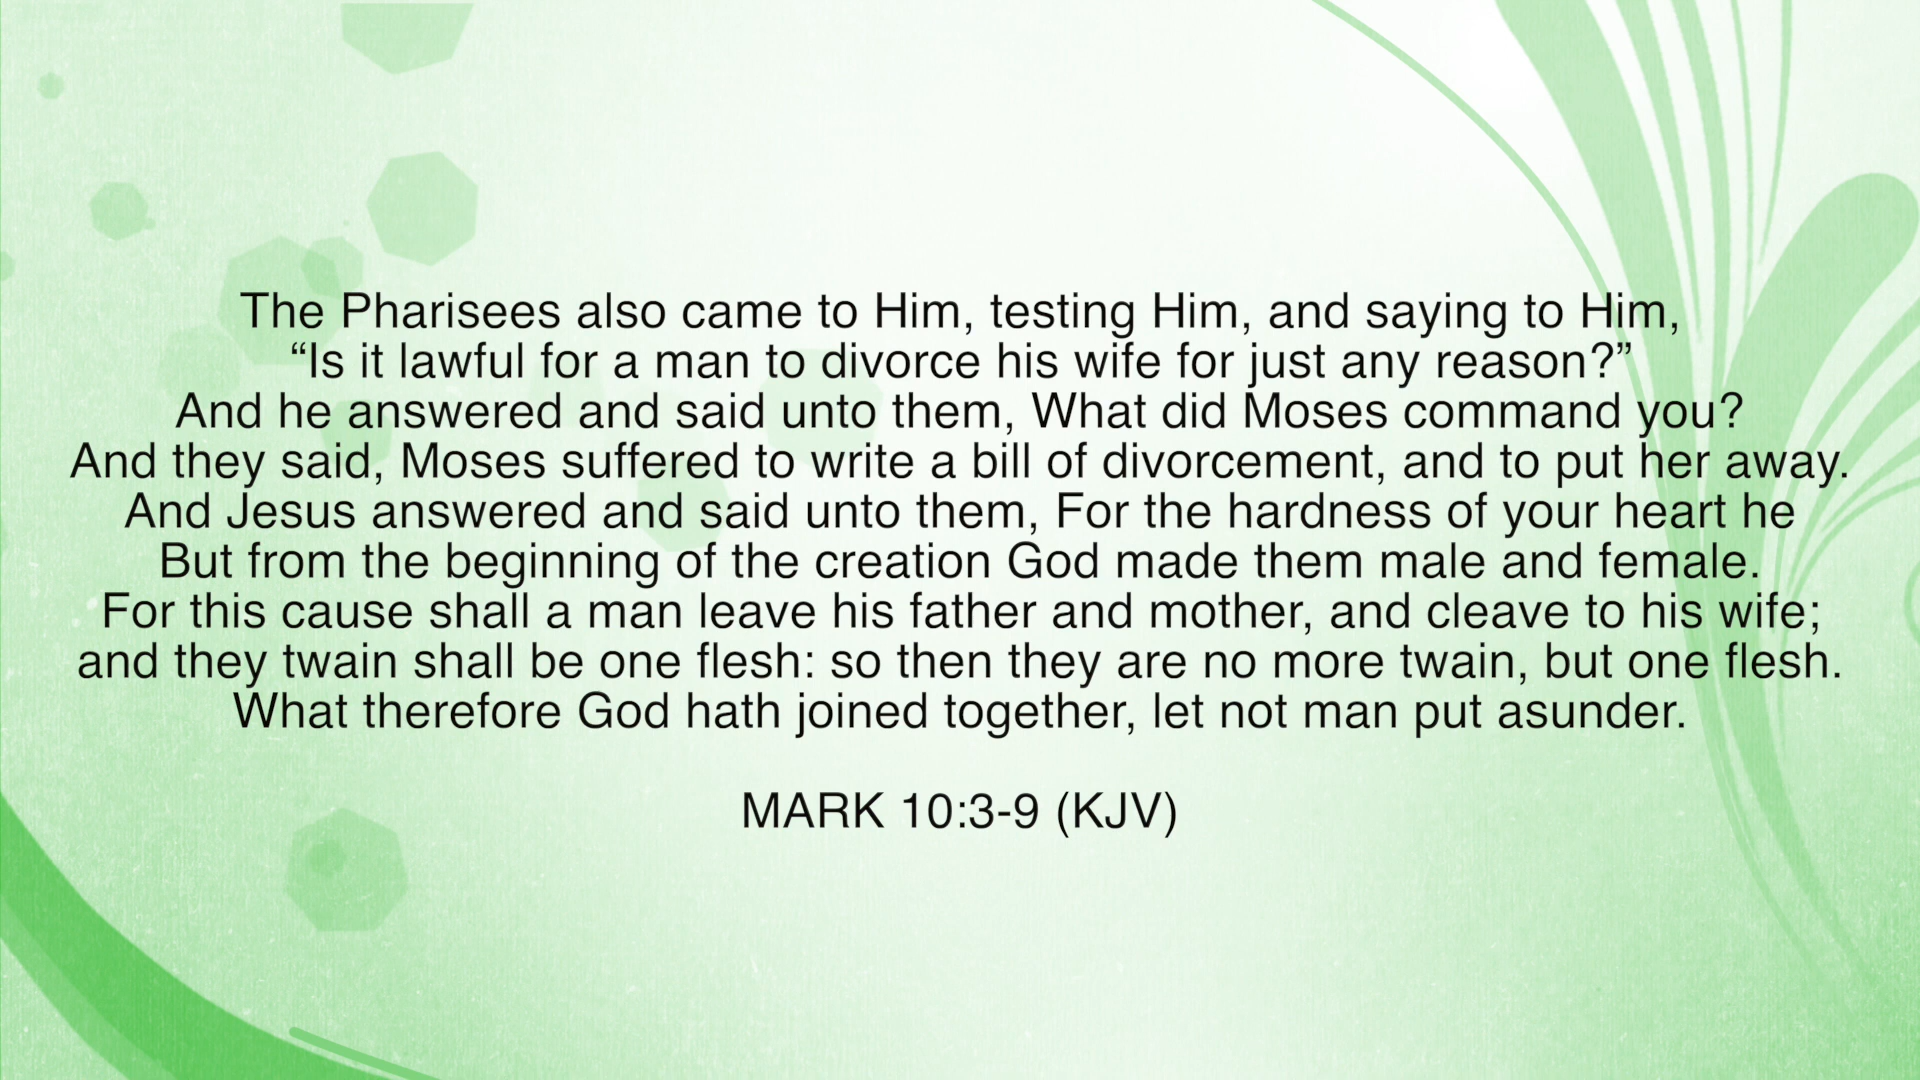 The Pharisees also came to Him, testing Him, and saying to Him,
“Is it lawful for a man to divorce his wife for just any reason?”
And he answered and said unto them, What did Moses command you?
And they said, Moses suffered to write a bill of divorcement, and to put her away.
And Jesus answered and said unto them, For the hardness of your heart he
But from the beginning of the creation God made them male and female.
For this cause shall a man leave his father and mother, and cleave to his wife;
and they twain shall be one flesh: so then they are no more twain, but one flesh.
What therefore God hath joined together, let not man put asunder.
MARK 10:3-9 (KJV)